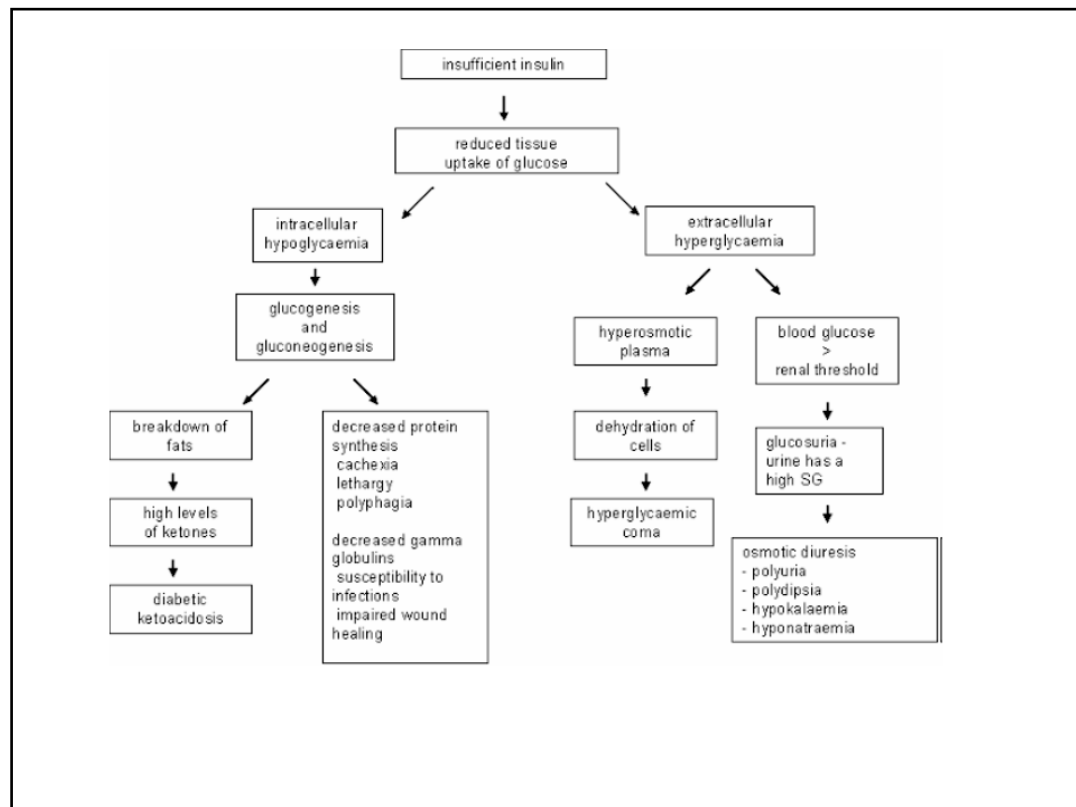 insufficient insulin
reduced tissue
uptake of glucose
intracellular
hypoglycaemia
extracellular
hyperglycaemia
glucogenesis
and
gluconeogenesis
hyperosmotic
plasma
blood glucose
>
renal threshold
breakdown of
fats
decreased protein
synthesis
cachexia
lethargy
polyphagia
decreased gamma
globulins
susceptibility to
infections
impaired wound
healing
dehydration of
cells
glucosuria -
urine has a
high SG
high levels
of ketones
hyperglycaemic
coma
diabetic
ketoacidosis
osmotic diuresis
- polyuria
- polydipsia
- hypokalaemia
- hyponatraemia